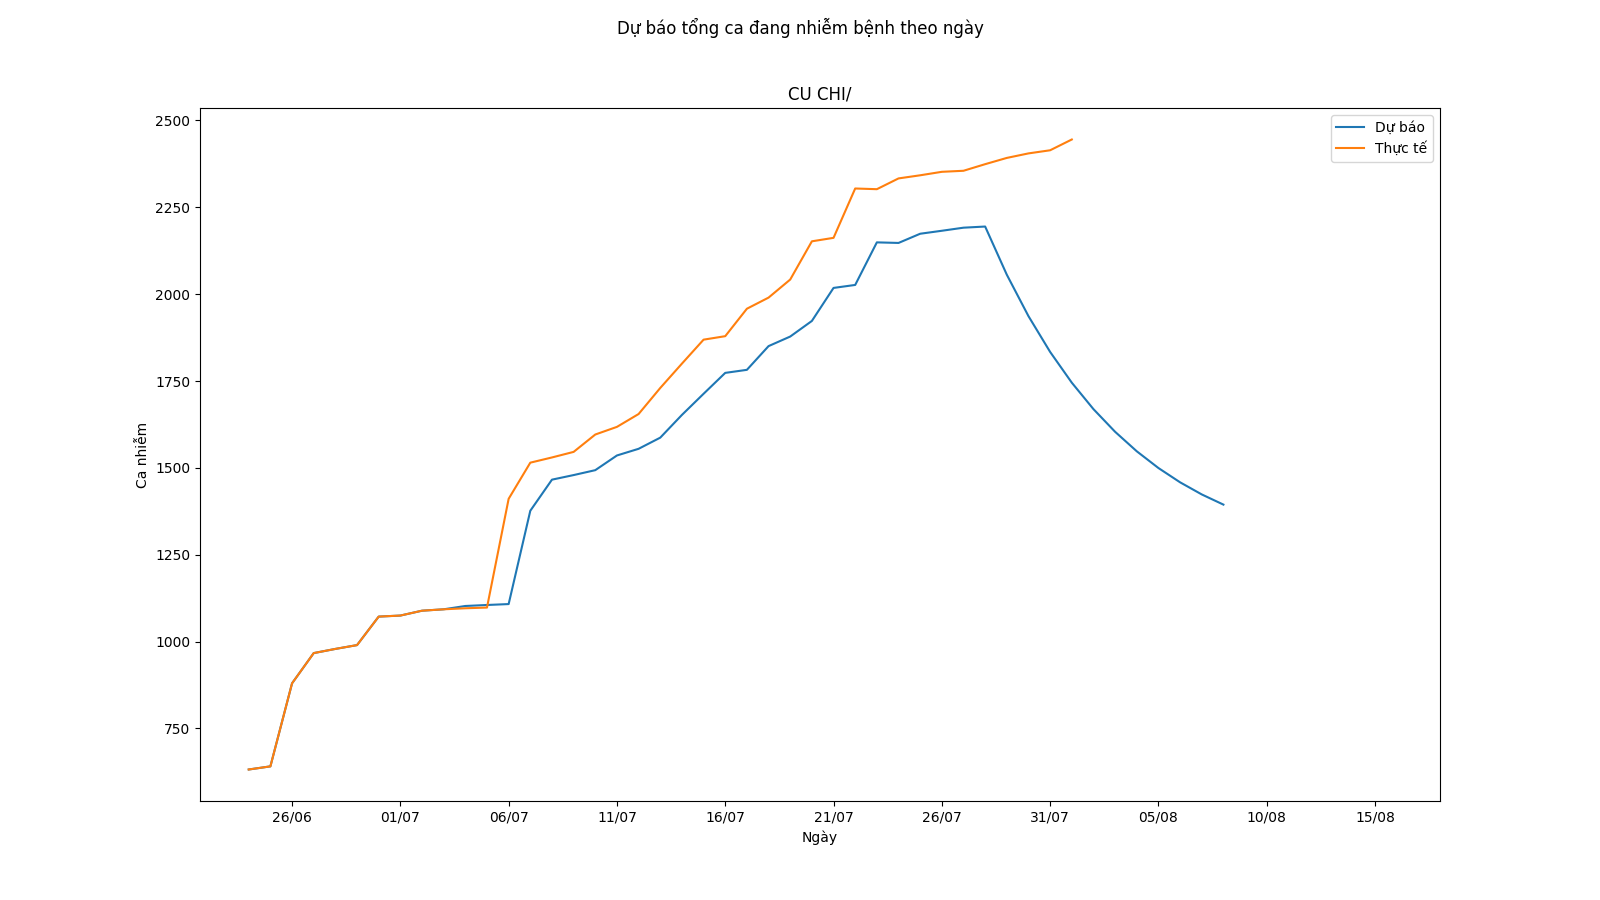 Dự báo tổng ca đang nhiễm bệnh theo ngày
CU CHI/
Dự báo
Thực tế
2500
2250
2000
1750
1500
1250
1000
750
Ca nhiễm
26/06 01/07 06/07 11/07 16/07 21/07 26/07 31/07 05/08 10/08 15/08
Ngày